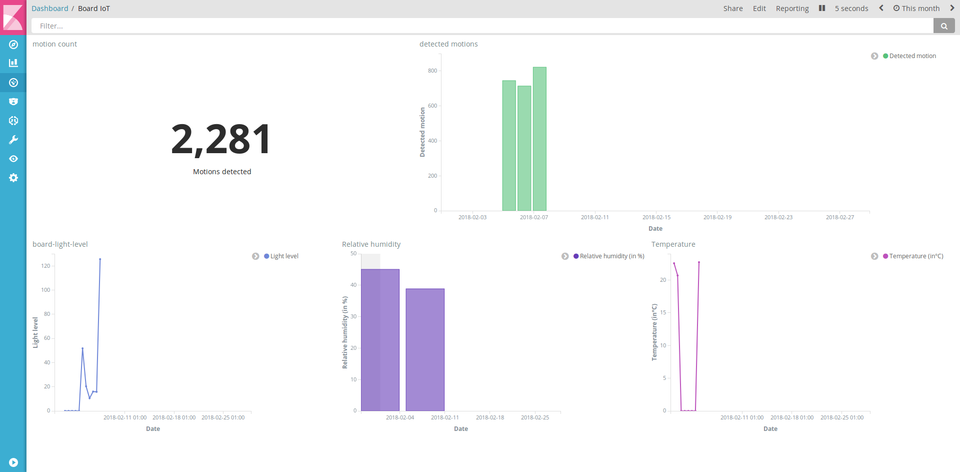 Dashboard / Board IoT
Share Edit Reporting 5 seconds This month
Filter...
motion count
2,281
Motions detected
detected motions
Detected motion
800
600
400
200
0
Detected motion
2018-02-03 2018-02-07 2018-02-11 2018-02-15 2018-02-19 2018-02-23 2018-02-27
Date
board-light-level
Light level
120
100
80
60
40
20
0
Light level
2018-02-11 01:00 2018-02-18 01:00 2018-02-25 01:00
Date
Relative humidity
Relative humidity (in %)
50
40
30
20
10
0
Relative humidity (in %)
2018-02-04 2018-02-11 2018-02-18 2018-02-25
Date
Temperature
Temperature (in°C)
20
15
10
5
0
Temperature (in°C)
2018-02-11 01:00 2018-02-18 01:00 2018-02-25 01:00
Date